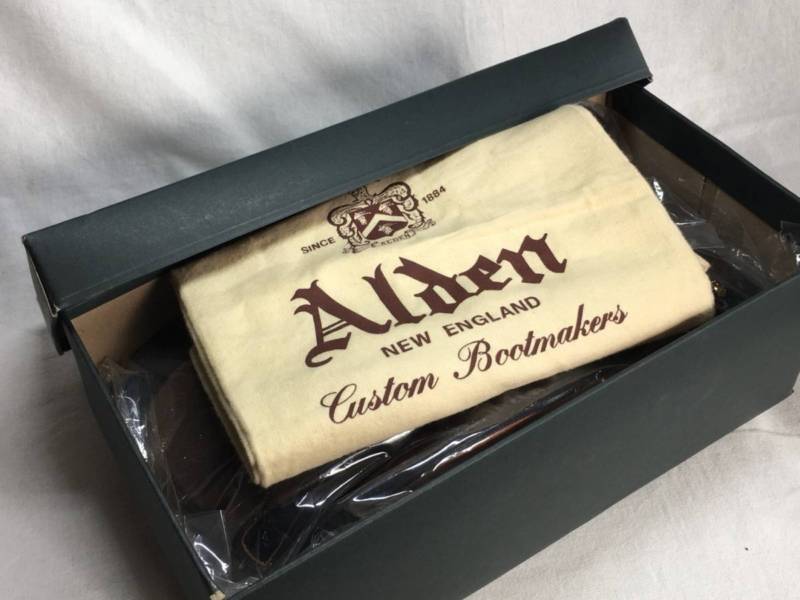 SINCE 1884
Alden
NEW ENGLAND
Custom Bootmakers